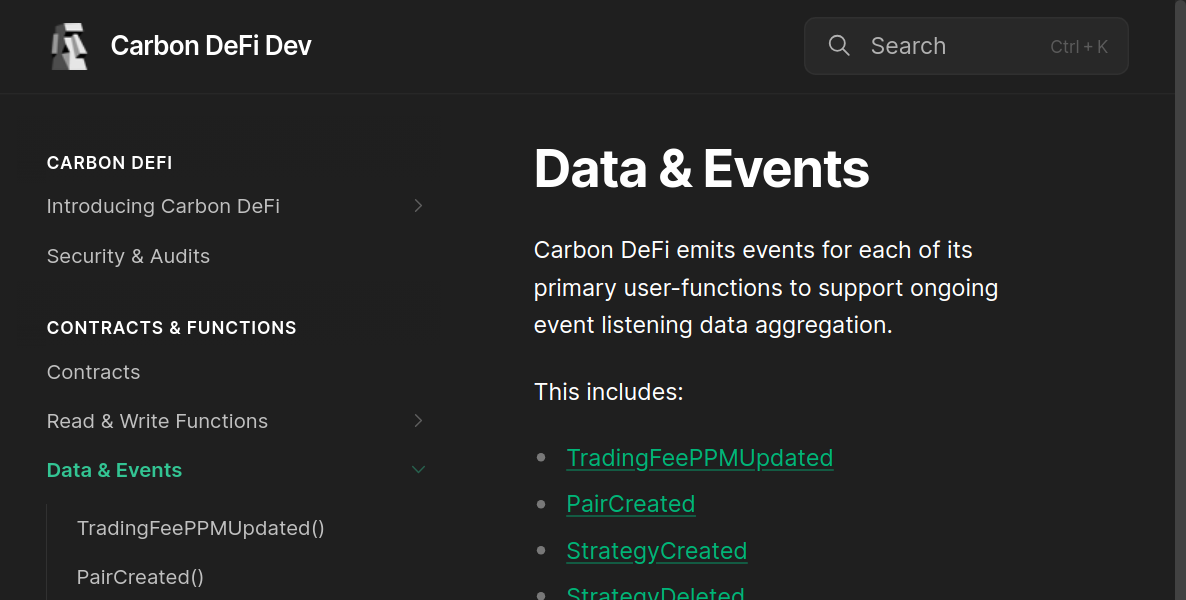 Carbon DeFi Dev
Search
Ctrl + K
CARBON DEFI
Introducing Carbon DeFi
Security & Audits
CONTRACTS & FUNCTIONS
Contracts
Read & Write Functions
Data & Events
TradingFeePPMUpdated()
PairCreated()
Data & Events
Carbon DeFi emits events for each of its
primary user-functions to support ongoing
event listening data aggregation.
This includes:
TradingFeePPMUpdated
PairCreated
StrategyCreated
StrategyDeleted